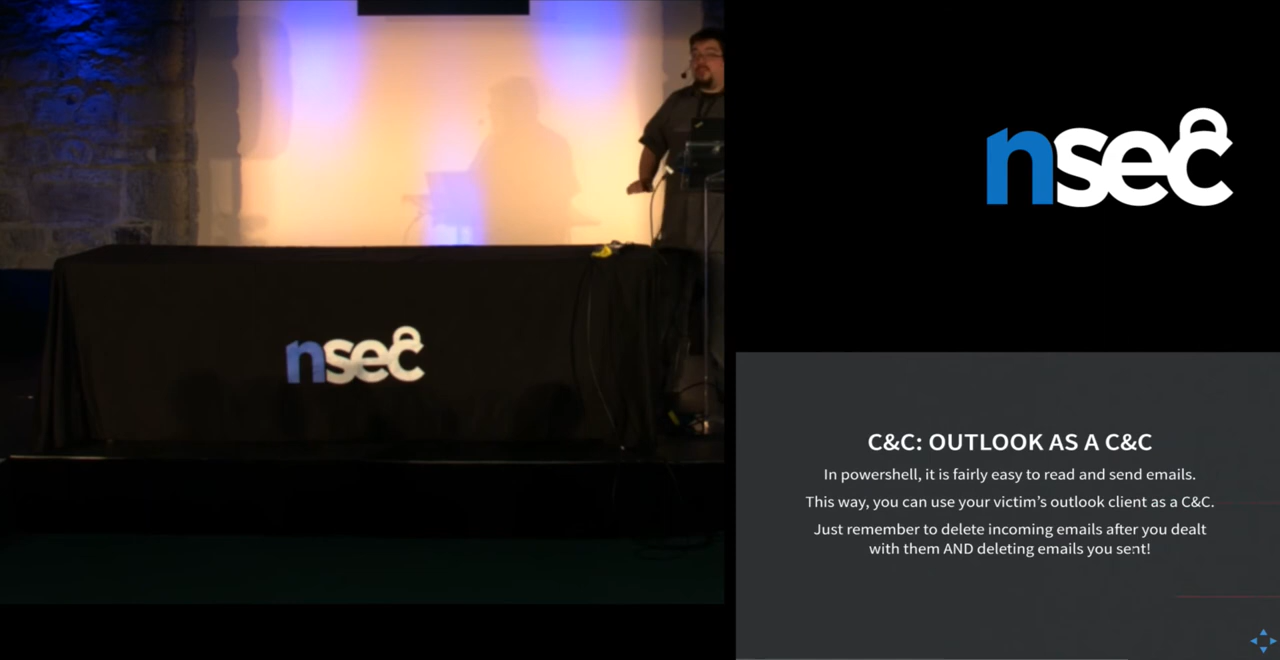 nsec
nsec
C&C: OUTLOOK AS A C&C
In powershell, it is fairly easy to read and send emails.
This way, you can use your victim's outlook client as a C&C.
Just remember to delete incoming emails after you dealt
with them AND deleting emails you sent!